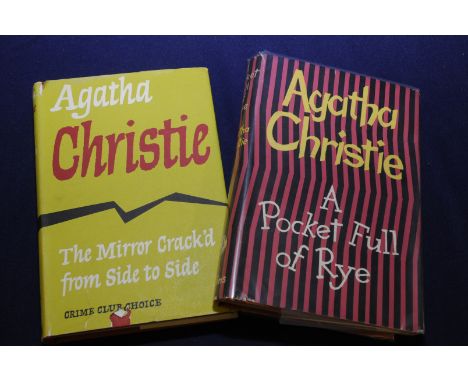 Agatha
Christie
The Mirror Crack'd
from Side to Side
CRIME CLUB CHOICE
Agatha
Christie
A
Pocket Full
of Rye